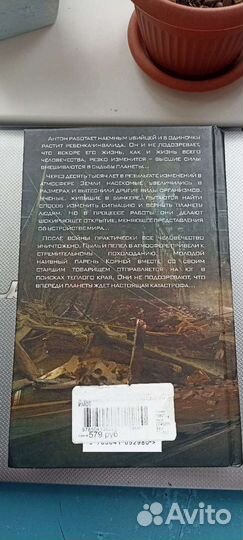 Антон работает наемным убийцей и в одиночку
растит ребенка-инвалида. Он и не подозревает,
что вскоре его жизнь, как и жизнь всего
человечества, резко изменится – высшие силы
вмешиваются в судьбу планеты...
Через десять тысяч лет в результате изменений в
атмосфере Земли насекомые увеличились в
размерах и вытеснили другие виды организмов.
Ученые, живущие в бункере, пытаются найти
способ изменить ситуацию и вернуть планету
людям. Но в процессе работы они делают
шокирующее открытие, меняющее представления
об устройстве мира...
После войны практически все человечество
уничтожено. Пыль и пепел в атмосфере привели к
стремительному похолоданию. Молодой
наивный парень Корней вместе со своим
старшим товарищем отправляется на юг в
поисках теплого края. Они не подозревают, что
впереди планету ждет настоящая катастрофа...
579 руб
Avito